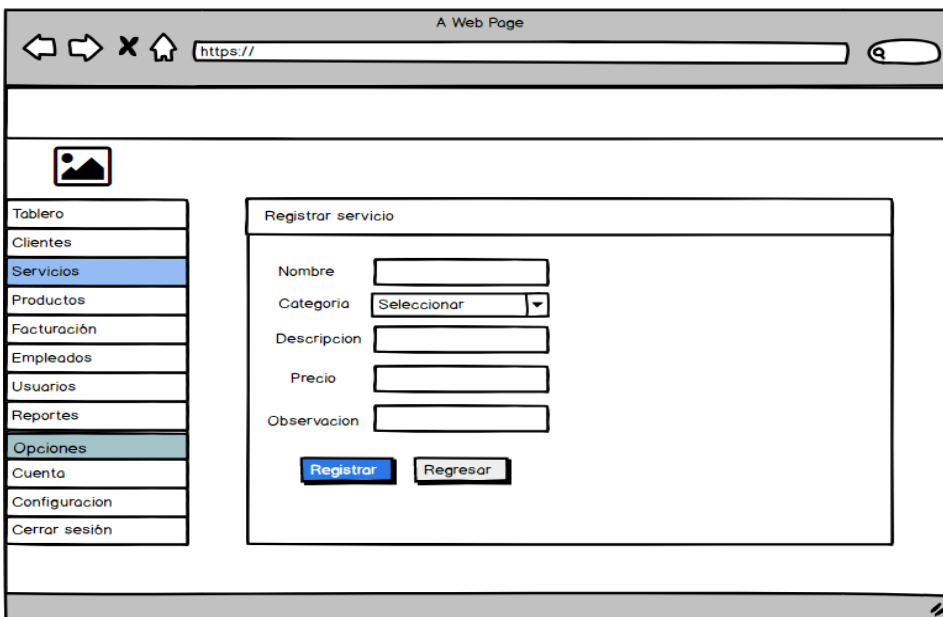 A Web Page
https://
Tablero
Clientes
Servicios
Productos
Facturación
Empleados
Usuarios
Reportes
Opciones
Cuenta
Configuracion
Cerrar sesión
Registrar servicio
Nombre
Categoria Seleccionar
Descripcion
Precio
Observacion
Registrar Regresar